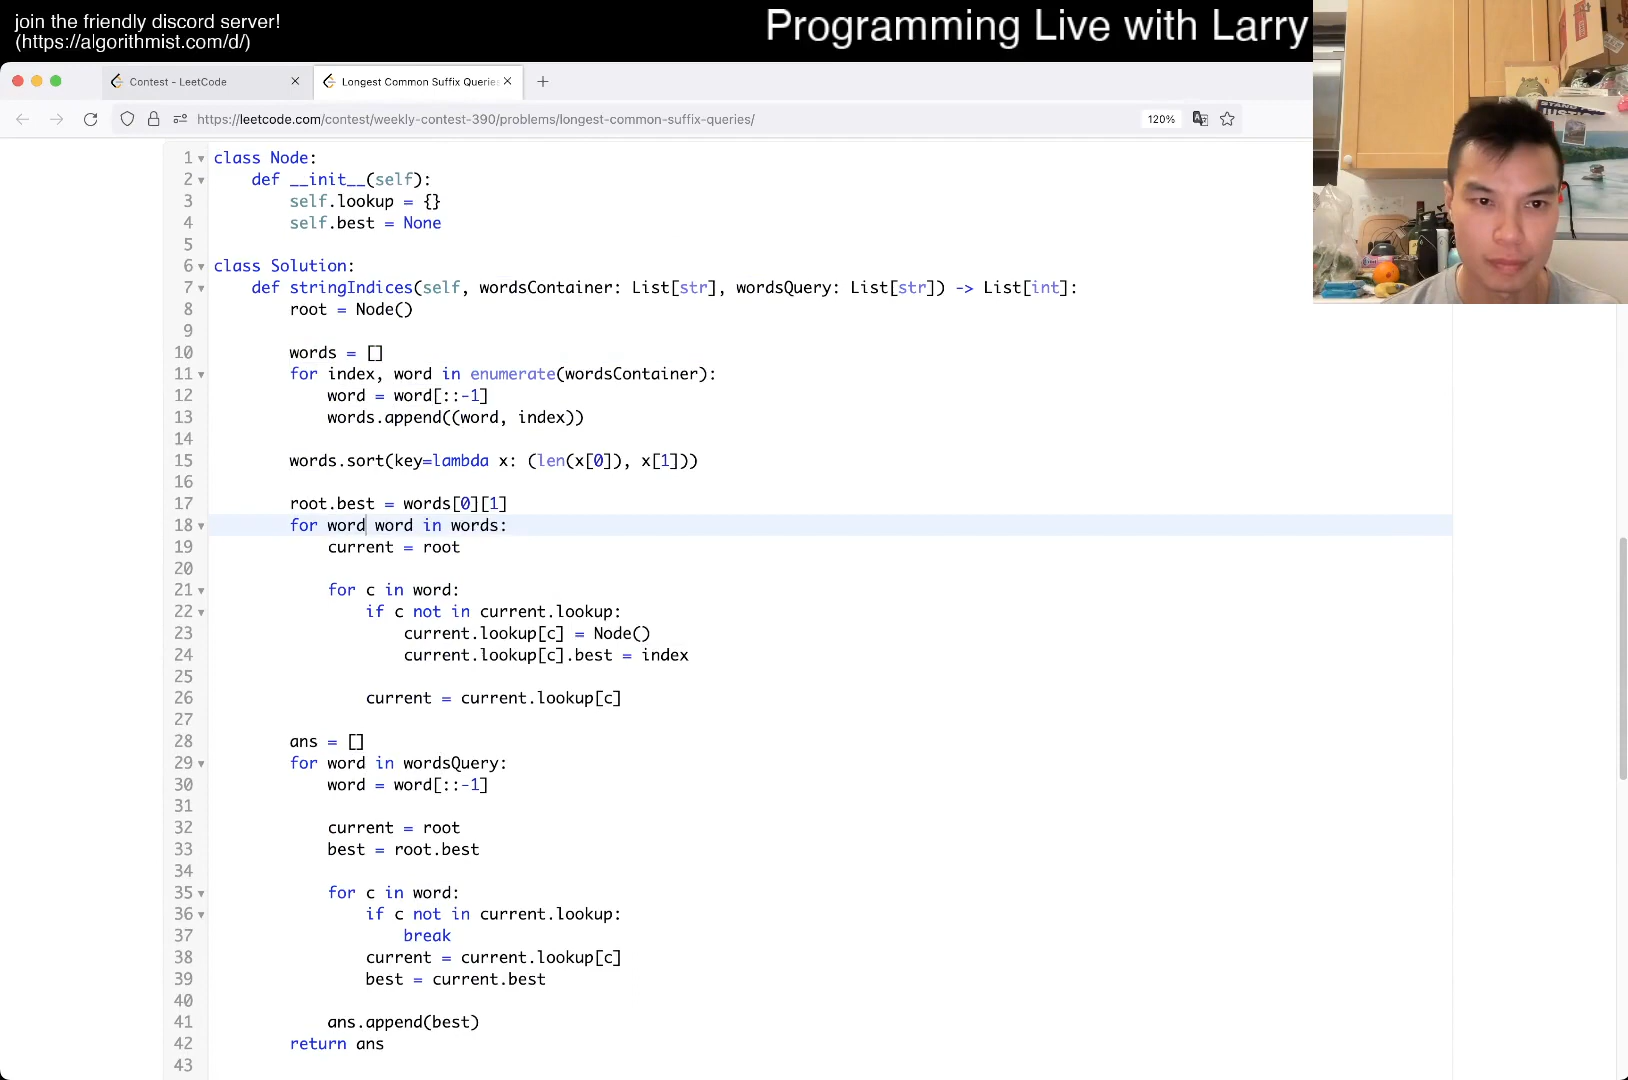 join the friendly discord server!
(https://algorithmist.com/d/)
Programming Live with Larry
Contest - LeetCode
Longest Common Suffix Querie
https://leetcode.com/contest/weekly-contest-390/problems/longest-common-suffix-queries/
120%
1 class Node:
2     def __init__(self):
3         self.lookup = {}
4         self.best = None
5
6 class Solution:
7     def stringIndices(self, wordsContainer: List[str], wordsQuery: List[str]) -> List[int]:
8         root = Node()
9
10         words = []
11         for index, word in enumerate(wordsContainer):
12             word = word[::-1]
13             words.append((word, index))
14
15         words.sort(key=lambda x: (len(x[0]), x[1]))
16
17         root.best = words[0][1]
18         for word word in words:
19             current = root
20
21             for c in word:
22                 if c not in current.lookup:
23                     current.lookup[c] = Node()
24                     current.lookup[c].best = index
25
26                 current = current.lookup[c]
27
28         ans = []
29         for word in wordsQuery:
30             word = word[::-1]
31
32             current = root
33             best = root.best
34
35             for c in word:
36                 if c not in current.lookup:
37                     break
38                 current = current.lookup[c]
39                 best = current.best
40
41             ans.append(best)
42         return ans
43